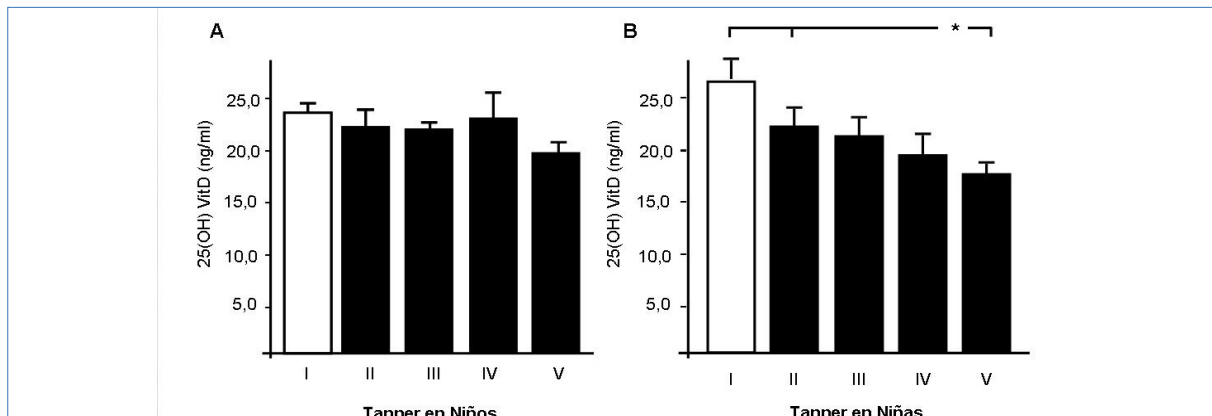 A
25(OH) VitD (ng/ml)
25,0
20,0
15,0
10,0
5,0
I II III IV V
Tanner en Niños
B
*
25(OH) VitD (ng/ml)
25,0
20,0
15,0
10,0
5,0
I II III IV V
Tanner en Niñas